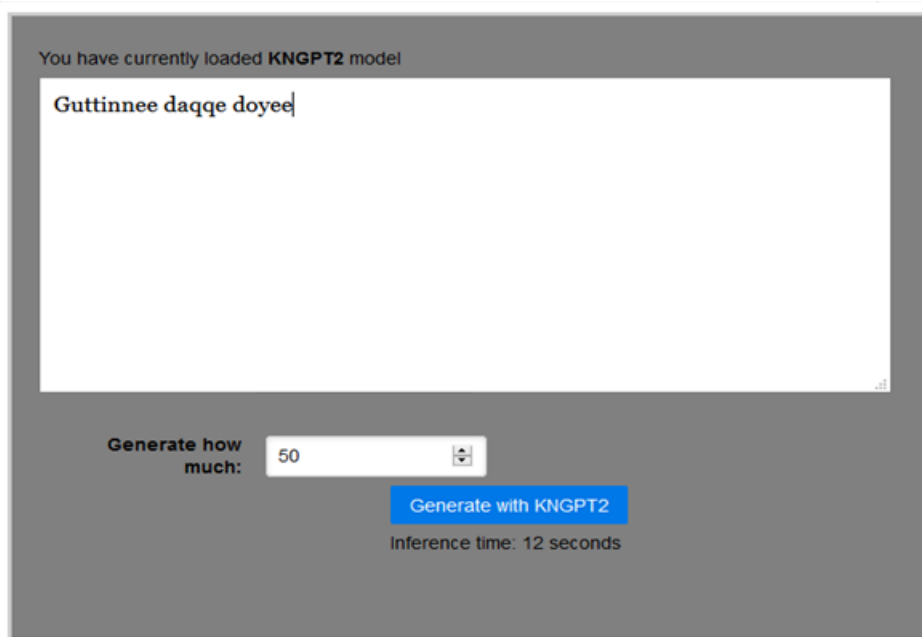 You have currently loaded KNGPT2 model
Guttinnee daqqe doyee
Generate how
much:
50
Generate with KNGPT2
Inference time: 12 seconds